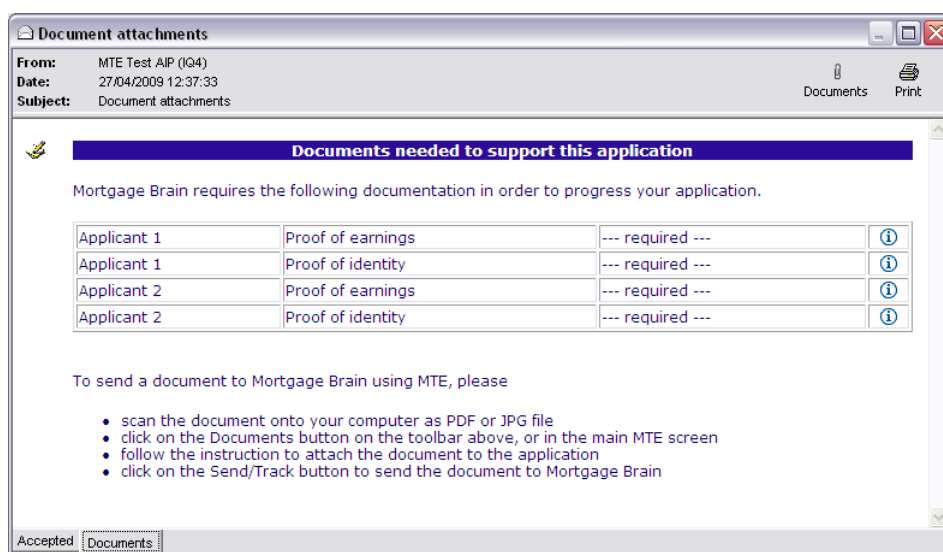 Document attachments
From: MTE Test AIP (IQ4)
Date: 27/04/2009 12:37:33
Subject: Document attachments
Documents Print
Documents needed to support this application
Mortgage Brain requires the following documentation in order to progress your application.
Applicant 1 Proof of earnings --- required ---
Applicant 1 Proof of identity --- required ---
Applicant 2 Proof of earnings --- required ---
Applicant 2 Proof of identity --- required ---
To send a document to Mortgage Brain using MTE, please
• scan the document onto your computer as PDF or JPG file
• click on the Documents button on the toolbar above, or in the main MTE screen
• follow the instruction to attach the document to the application
• click on the Send/Track button to send the document to Mortgage Brain
Accepted Documents